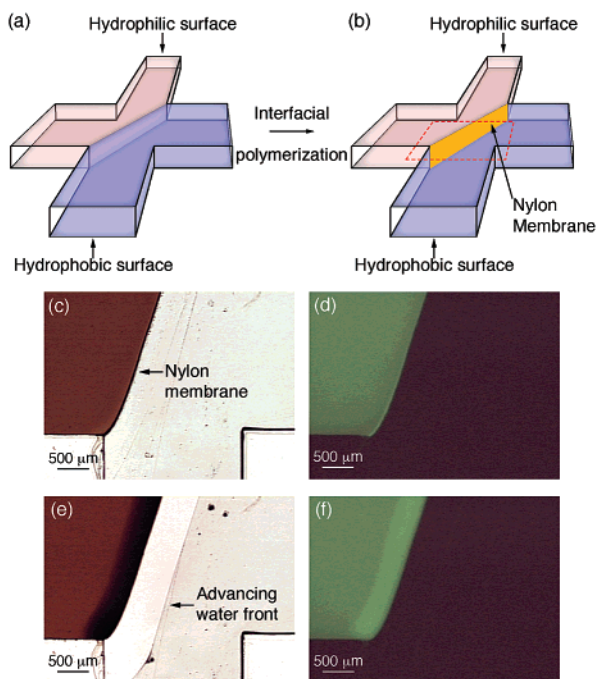 (a)
Hydrophilic surface
Interfacial
polymerization
Hydrophobic surface
(b)
Hydrophilic surface
Nylon
Membrane
Hydrophobic surface
(c)
Nylon
membrane
500 μm
(d)
500 μm
(e)
Advancing
water front
500 μm
(f)
500 μm